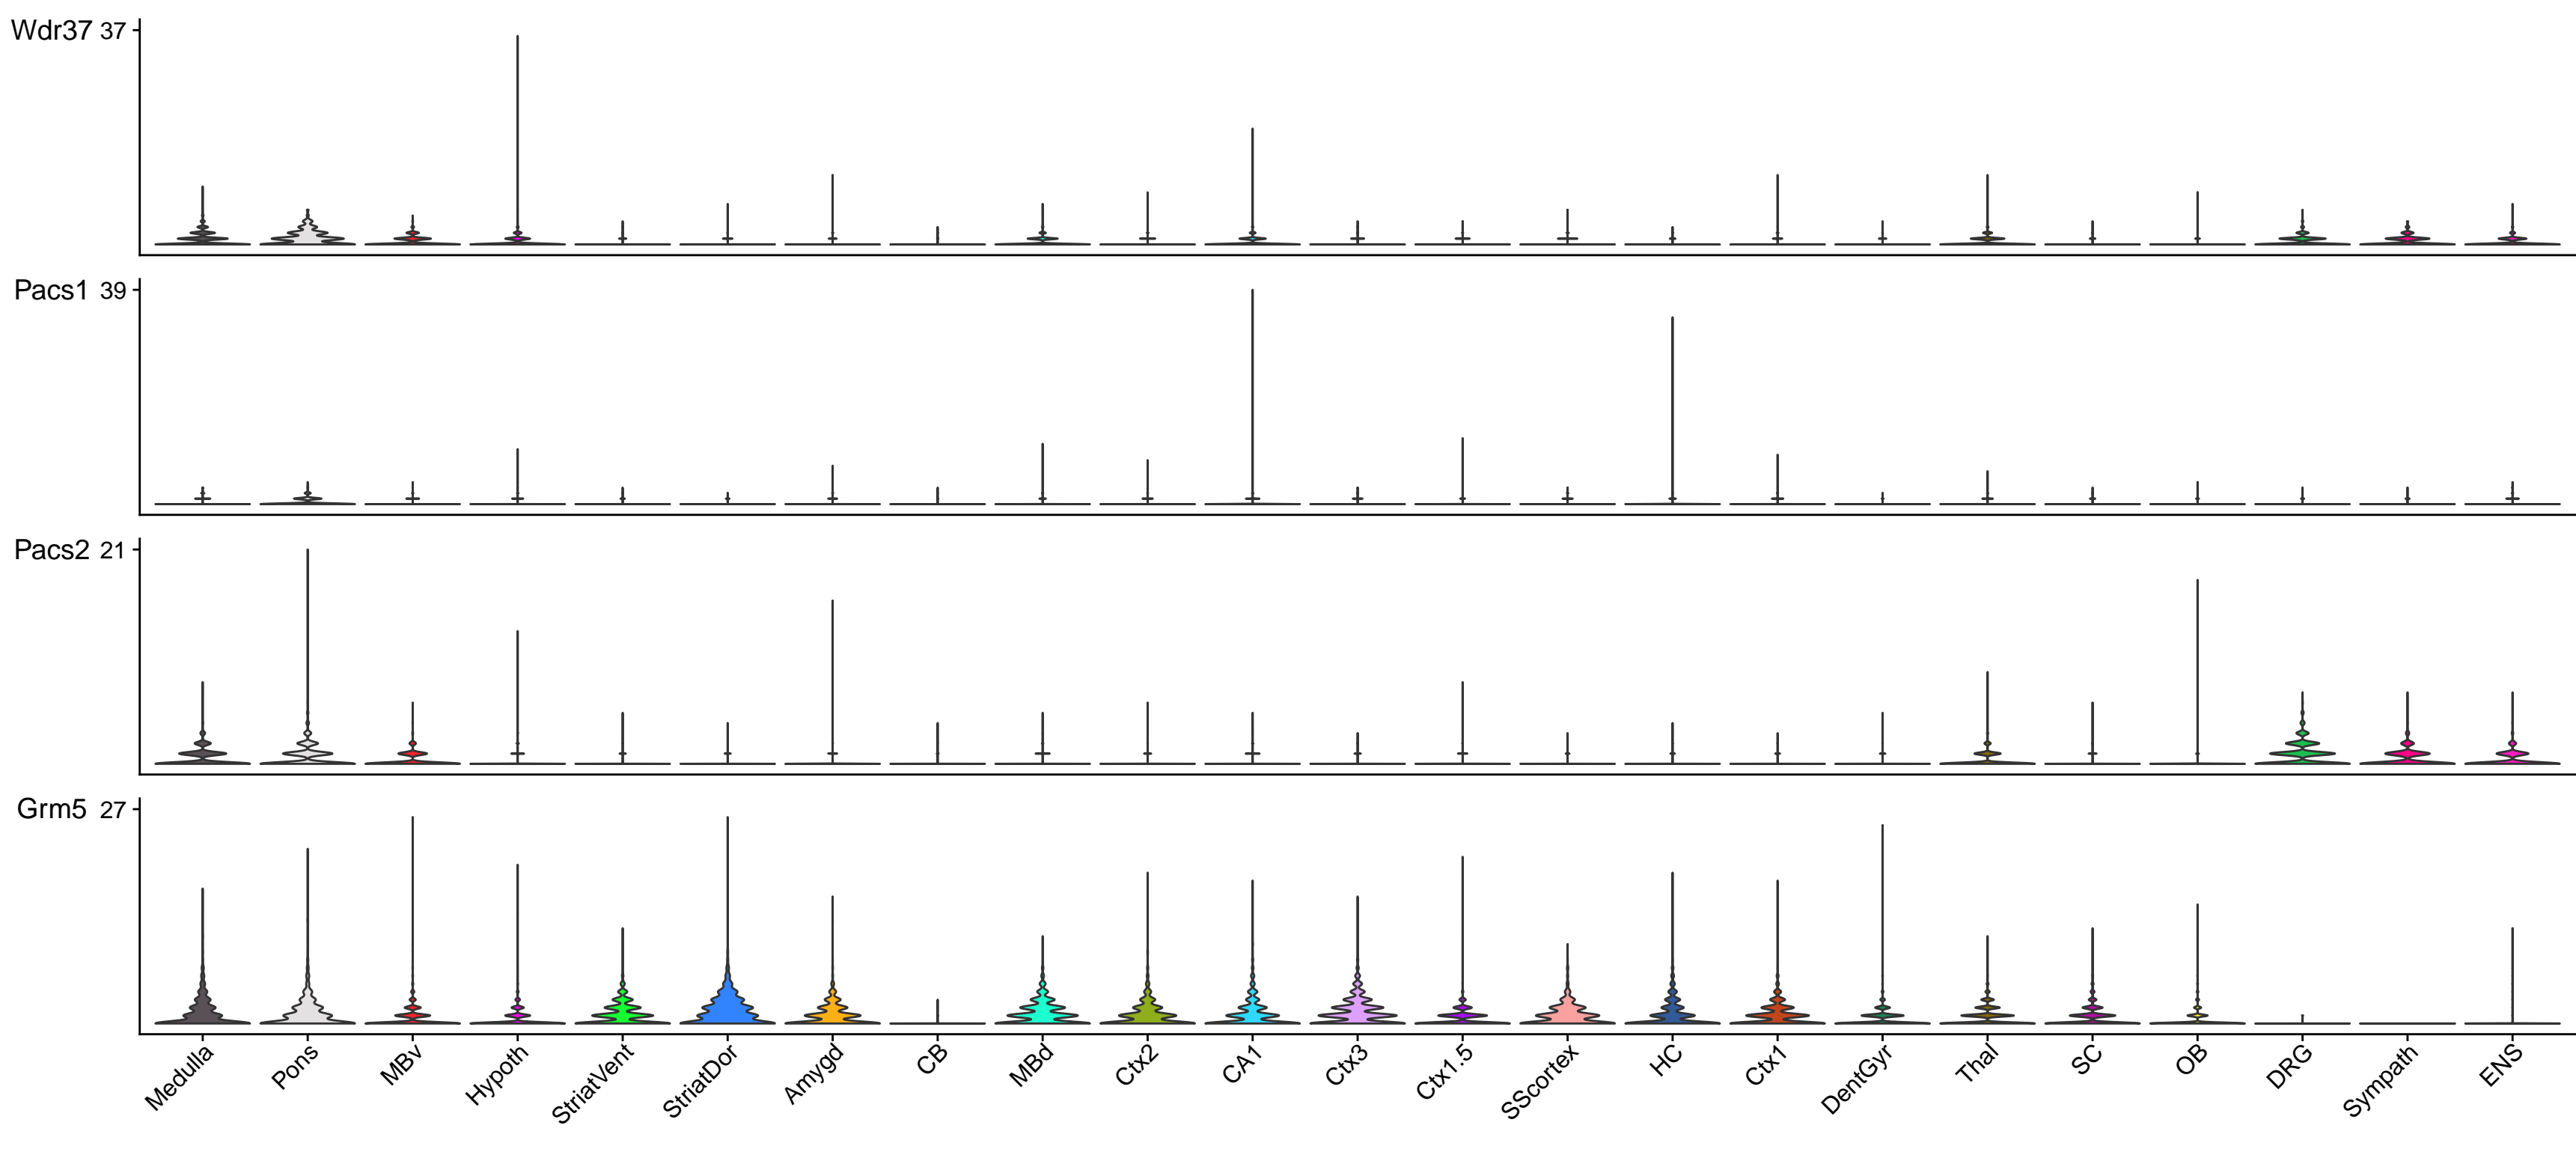 Wdr37 37
Pacs1 39
Pacs2 21
Grm5 27
Medulla Pons MBv Hypoth StriatVent StriatDor Amygd CB MBd Ctx2 CA1 Ctx3 Ctx1.5 SScortex HC Ctx1 DentGyr Thal SC OB DRG Sympath ENS